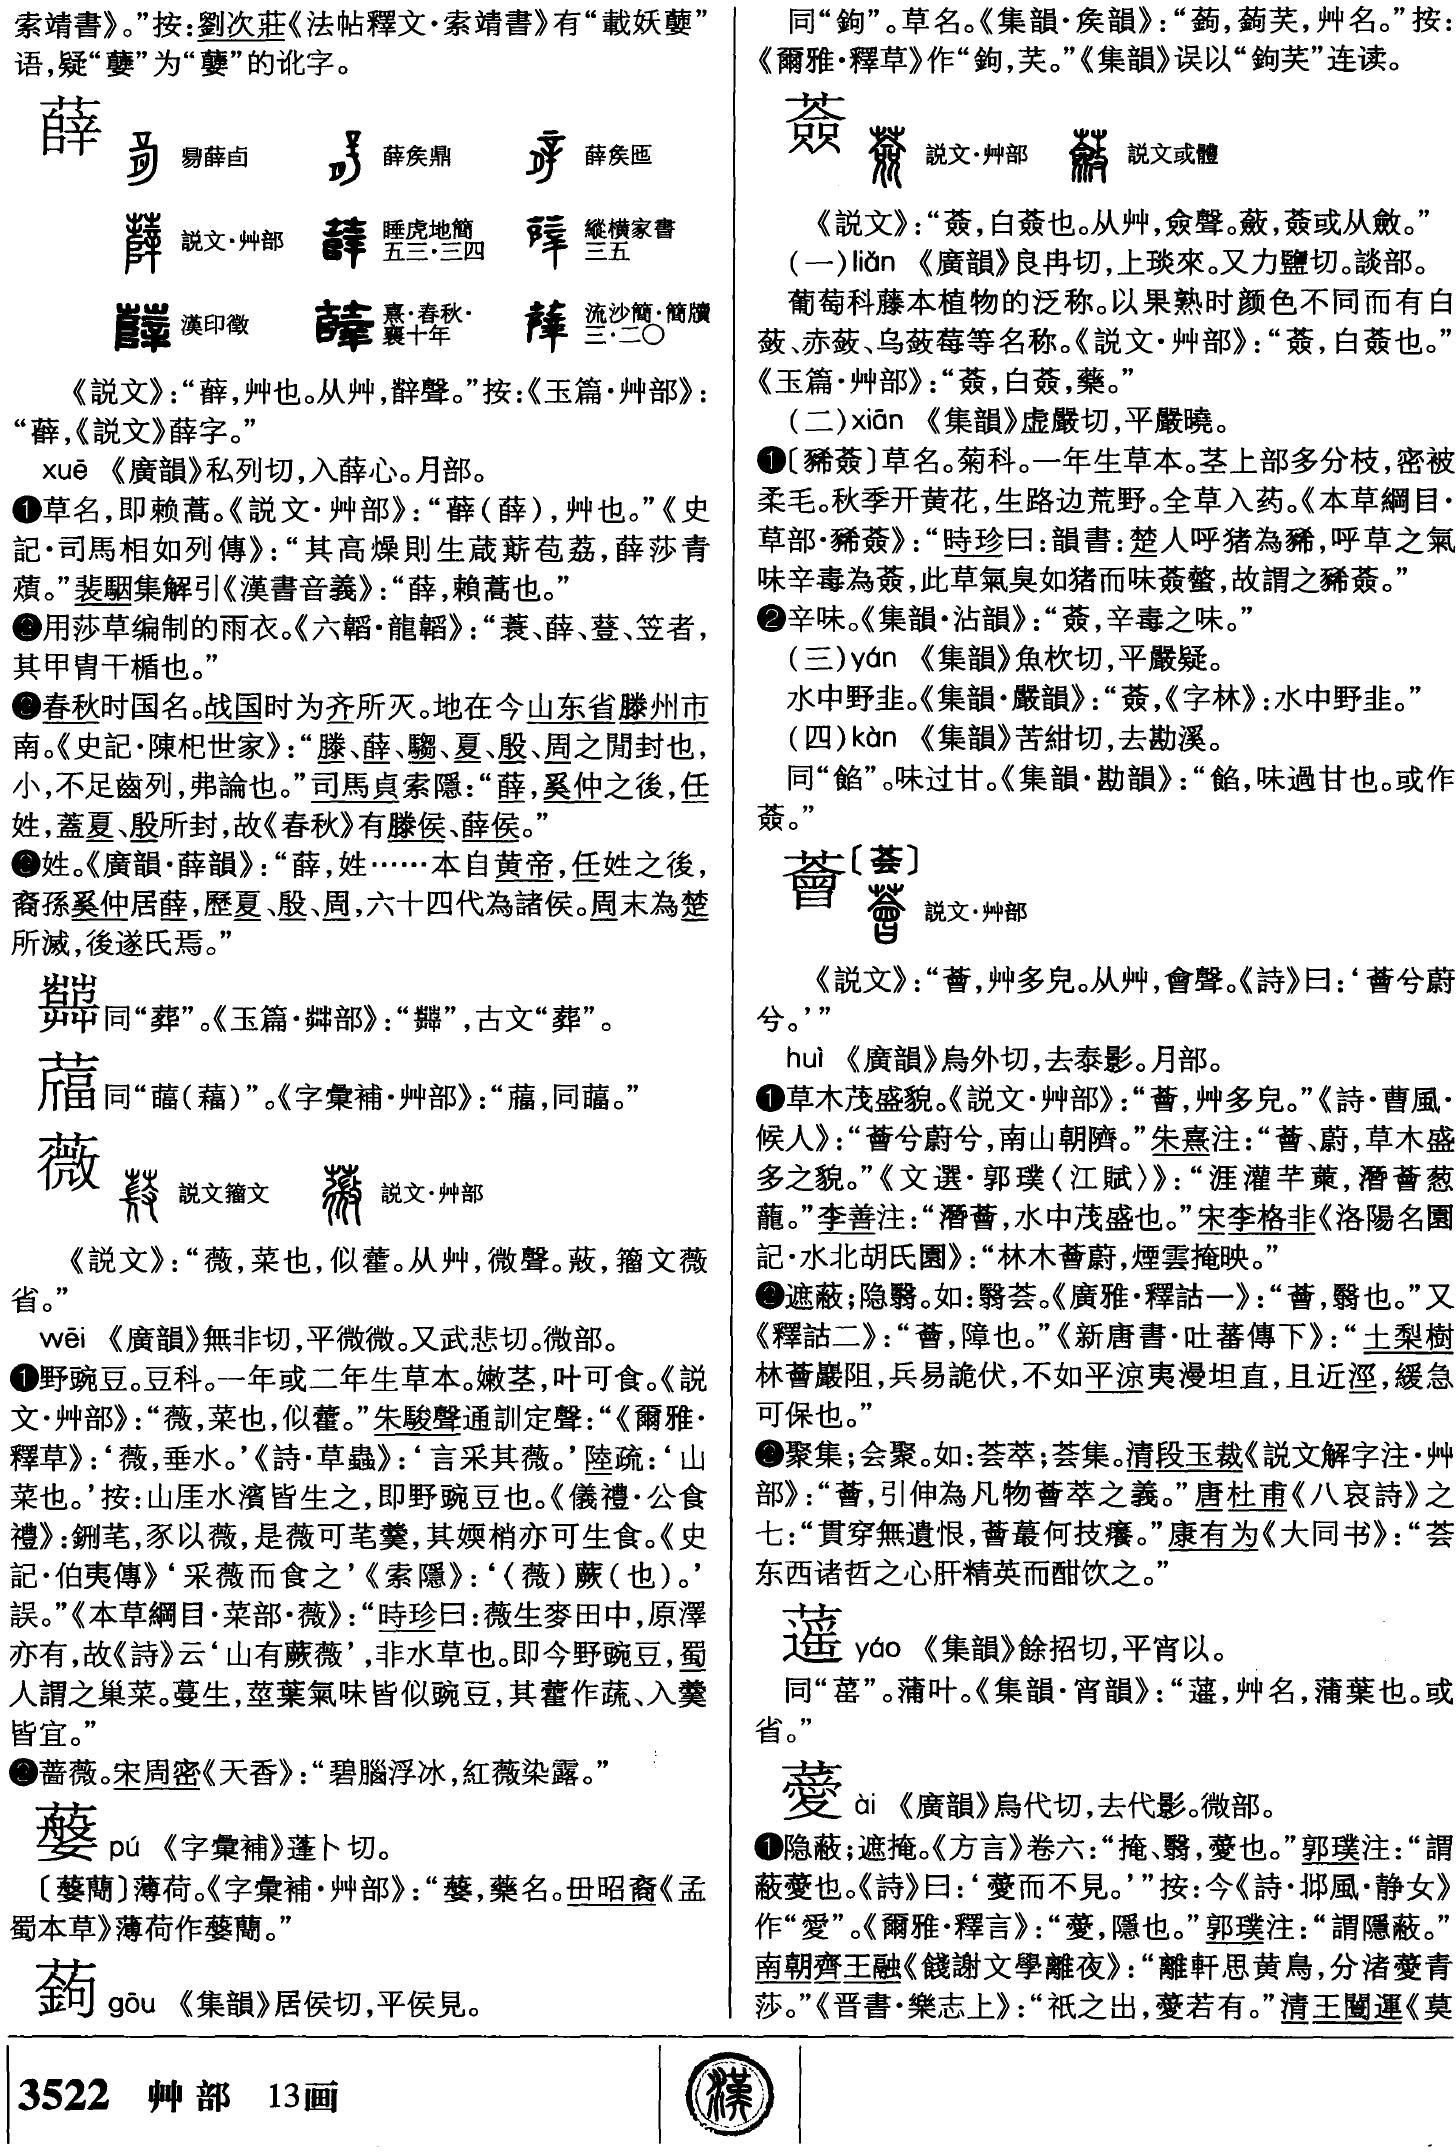 索靖書》。”按:劉次莊《法帖釋文·索靖書》有“載妖櫱”
语,疑“櫱”为“櫱”的讹字。
薛
昜薛卣
薛侯鼎
薛侯匜
説文·艸部
睡虎地簡
五三·三四
縱横家書
三五
漢印徵
熹·春秋·
襄十年
流沙簡·簡牘
三·二〇
《説文》:“薛,艸也。从艸,辥聲。”按:《玉篇·艸部》:
“薛,《説文》薛字。”
xuē 《廣韻》私列切,入薛心。月部。
❶草名,即赖蒿。《説文·艸部》:“薛(薛),艸也。”《史
記·司馬相如列傳》:“其高燥則生葴菥苞荔,薛莎青
薠。”裴駰集解引《漢書音義》:“薛,賴蒿也。”
❷用莎草编制的雨衣。《六韜·龍韜》:“蓑、薛、簦、笠者,
其甲胄干楯也。”
❸春秋时国名。战国时为齐所灭。地在今山东省滕州市
南。《史記·陳杞世家》:“滕、薛、騶、夏、殷、周之閒封也,
小,不足齒列,弗論也。”司馬貞索隱:“薛,奚仲之後,任
姓,蓋夏、殷所封,故《春秋》有滕侯、薛侯。”
❹姓。《廣韻·薛韻》:“薛,姓……本自黄帝,任姓之後,
裔孫奚仲居薛,歷夏、殷、周,六十四代為諸侯。周末為楚
所滅,後遂氏焉。”
同“葬”。《玉篇·茻部》:“”,古文“葬”。
同“(䕎)”。《字彙補·艸部》:“,同。”
薇
説文籀文
説文·艸部
《説文》:“薇,菜也,似藿。从艸,微聲。,籀文薇
省。”
wēi 《廣韻》無非切,平微微。又武悲切。微部。
❶野豌豆。豆科。一年或二年生草本。嫩茎,叶可食。《説
文·艸部》:“薇,菜也,似藿。”朱駿聲通訓定聲:“《爾雅·
釋草》:‘薇,垂水。’《詩·草蟲》:‘言采其薇。’陸疏:‘山
菜也。’按:山厓水濱皆生之,即野豌豆也。《儀禮·公食
禮》:鉶芼,豕以薇,是薇可芼羹,其媆梢亦可生食。《史
記·伯夷傳》‘采薇而食之’《索隱》:‘(薇)蕨(也)。’
誤。”《本草綱目·菜部·薇》:“時珍曰:薇生麥田中,原澤
亦有,故《詩》云‘山有蕨薇’,非水草也。即今野豌豆,蜀
人謂之巢菜。蔓生,莖葉氣味皆似豌豆,其藿作蔬、入羹
皆宜。”
❷蔷薇。宋周密《天香》:“碧腦浮冰,紅薇染露。”
pú 《字彙補》蓬卜切。
〔蕳〕薄荷。《字彙補·艸部》:“,藥名。毌昭裔《孟
蜀本草》薄荷作蕳。”
gōu 《集韻》居侯切,平侯見。
同“鉤”。草名。《集韻·矦韻》:“,芺,艸名。”按:
《爾雅·釋草》作“鉤,芺。”《集韻》误以“鉤芺”连读。
薟
説文·艸部
説文或體
《説文》:“薟,白薟也。从艸,僉聲。蘞,薟或从斂。”
(一)liǎn 《廣韻》良冉切,上琰來。又力鹽切。談部。
葡萄科藤本植物的泛称。以果熟时颜色不同而有白
蔹、赤蔹、乌蔹莓等名称。《説文·艸部》:“薟,白薟也。”
《玉篇·艸部》:“薟,白薟,藥。”
(二)xiān 《集韻》虚嚴切,平嚴曉。
❶〔豨薟〕草名。菊科。一年生草本。茎上部多分枝,密被
柔毛。秋季开黄花,生路边荒野。全草入药。《本草綱目·
草部·豨薟》:“時珍曰:韻書:楚人呼猪為豨,呼草之氣
味辛毒為薟,此草氣臭如猪而味薟螫,故謂之豨薟。”
❷辛味。《集韻·沾韻》:“薟,辛毒之味。”
(三)yán 《集韻》魚杴切,平嚴疑。
水中野韭。《集韻·嚴韻》:“薟,《字林》:水中野韭。”
(四)kàn 《集韻》苦紺切,去勘溪。
同“䭑”。味过甘。《集韻·勘韻》:“䭑,味過甘也。或作
薟。”
薈〔荟〕
説文·艸部
《説文》:“薈,艸多皃。从艸,會聲。《詩》曰:‘薈兮蔚
兮。’”
huì 《廣韻》烏外切,去泰影。月部。
❶草木茂盛貌。《説文·艸部》:“薈,艸多皃。”《詩·曹風·
候人》:“薈兮蔚兮,南山朝隮。”朱熹注:“薈、蔚,草木盛
多之貌。”《文選·郭璞〈江賦〉》:“涯灌芊萰,潛薈葱
蘢。”李善注:“潛薈,水中茂盛也。”宋李格非《洛陽名園
記·水北胡氏園》:“林木薈蔚,煙雲掩映。”
❷遮蔽;隐翳。如:翳荟。《廣雅·釋詁一》:“薈,翳也。”又
《釋詁二》:“薈,障也。”《新唐書·吐蕃傳下》:“土梨樹
林薈巖阻,兵易詭伏,不如平涼夷漫坦直,且近涇,緩急
可保也。”
❸聚集;会聚。如:荟萃;荟集。清段玉裁《説文解字注·艸
部》:“薈,引伸為凡物薈萃之義。”唐杜甫《八哀詩》之
七:“貫穿無遺恨,薈蕞何技癢。”康有为《大同书》:“荟
东西诸哲之心肝精英而酣饮之。”
yáo 《集韻》餘招切,平宵以。
同“䔄”。蒲叶。《集韻·宵韻》:“,艸名,蒲葉也。或
省。”
薆
ài 《廣韻》烏代切,去代影。微部。
❶隐蔽;遮掩。《方言》卷六:“掩、翳,薆也。”郭璞注:“謂
蔽薆也。《詩》曰:‘薆而不見。’”按:今《詩·邶風·静女》
作“愛”。《爾雅·釋言》:“薆,隱也。”郭璞注:“謂隱蔽。”
南朝齊王融《餞謝文學離夜》:“離軒思黄鳥,分渚薆青
莎。”《晋書·樂志上》:“祇之出,薆若有。”清王闓運《莫
3522 艸部 13画
漢